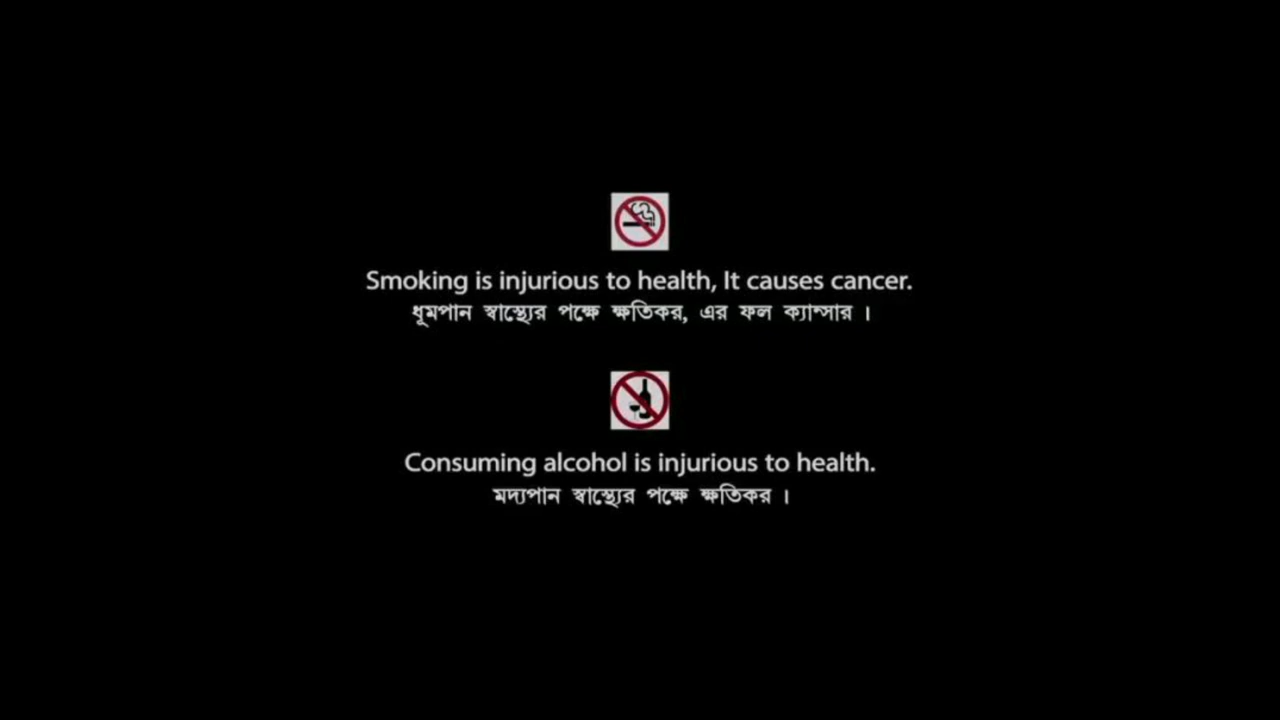 Smoking is injurious to health, It causes cancer.
ধূমপান স্বাস্থ্যের পক্ষে ক্ষতিকর, এর ফল ক্যান্সার ।
Consuming alcohol is injurious to health.
মদ্যপান স্বাস্থ্যের পক্ষে ক্ষতিকর ।